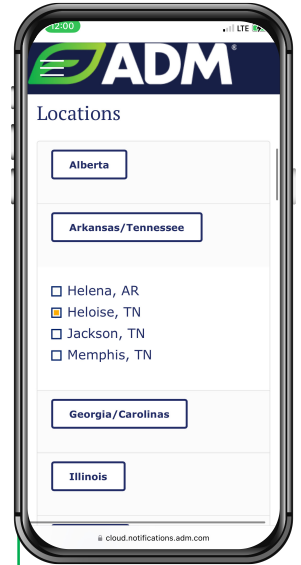 12:00 LTE
ADM®
Locations
Alberta
Arkansas/Tennessee
Helena, AR
Heloise, TN
Jackson, TN
Memphis, TN
Georgia/Carolinas
Illinois
cloud.notifications.adm.com